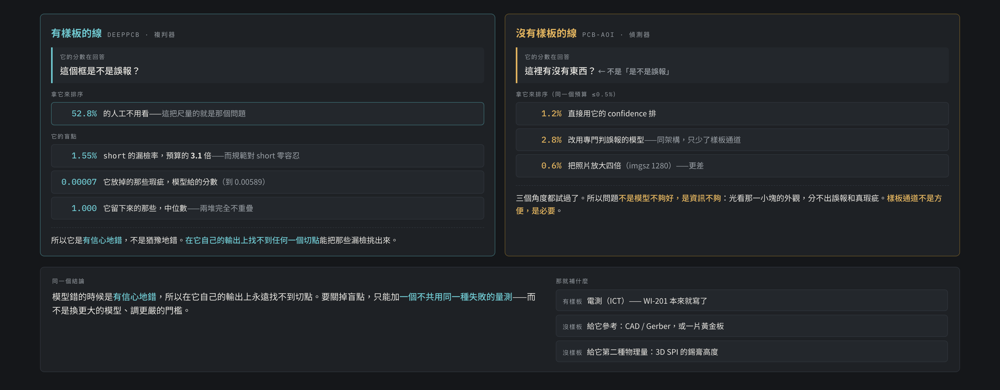 有樣板的線 DEEPPCB · 複判器
它的分數在回答
這個框是不是誤報？
拿它來排序
52.8% 的人工不用看——這把尺量的就是那個問題
它的盲點
1.55% short 的漏檢率，預算的 3.1 倍——而規範對 short 零容忍
0.00007 它放掉的那些瑕疵，模型給的分數（到 0.00589）
1.000 它留下來的那些，中位數——兩堆完全不重疊
所以它是有信心地錯，不是猶豫地錯。在它自己的輸出上找不到任何一個切點能把那些漏檢挑出來。
沒有樣板的線 PCB-AOI · 偵測器
它的分數在回答
這裡有沒有東西？ ← 不是「是不是誤報」
拿它來排序（同一個預算 ≤0.5%）
1.2% 直接用它的 confidence 排
2.8% 改用專門判誤報的模型——同架構，只少了樣板通道
0.6% 把照片放大四倍（imgsz 1280）——更差
三個角度都試過了。所以問題不是模型不夠好，是資訊不夠：光看那一小塊的外觀，分不出誤報和真瑕疵。樣板通道不是方
便，是必要。
同一個結論
模型錯的時候是有信心地錯，所以在它自己的輸出上永遠找不到切點。要關掉盲點，只能加一個不共用同一種失敗的量測——而
不是換更大的模型、調更嚴的門檻。
那就補什麼
有樣板 電測（ICT）—— WI-201 本來就寫了
沒樣板 給它參考：CAD / Gerber，或一片黃金板
沒樣板 給它第二種物理量：3D SPI 的錫膏高度